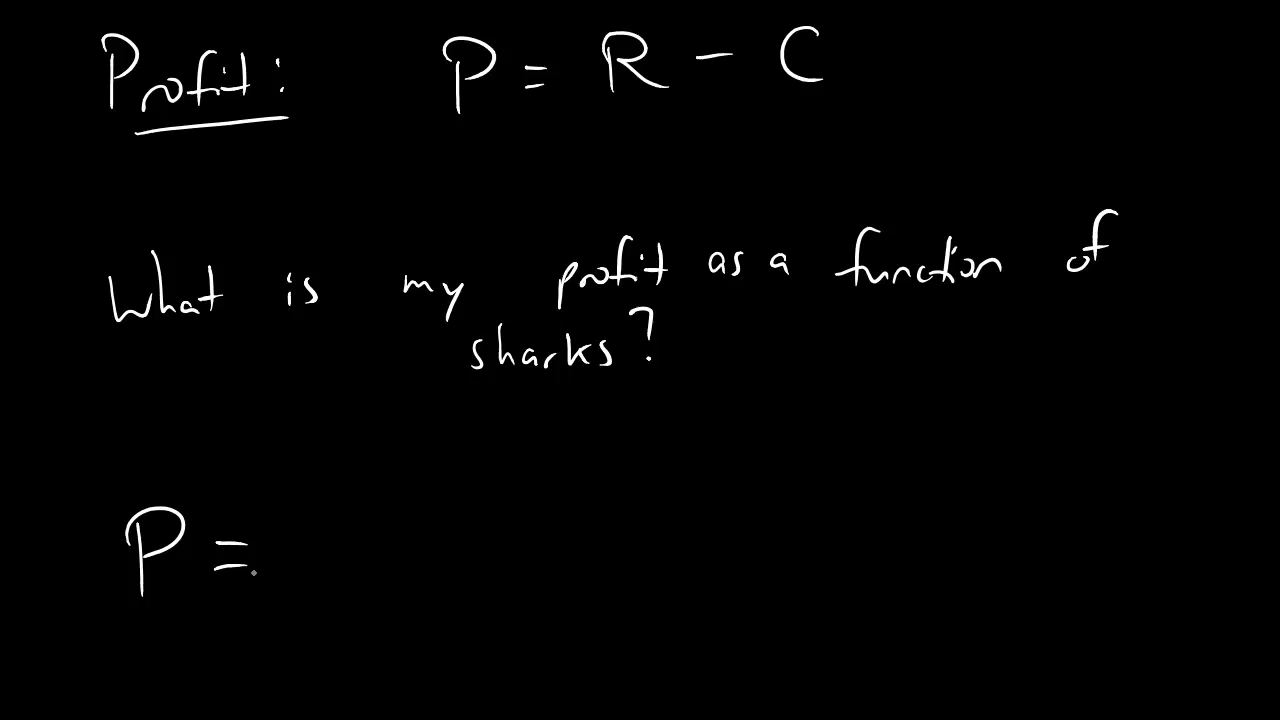 Profit: P = R - C
What is my profit as a function of
sharks?
P =